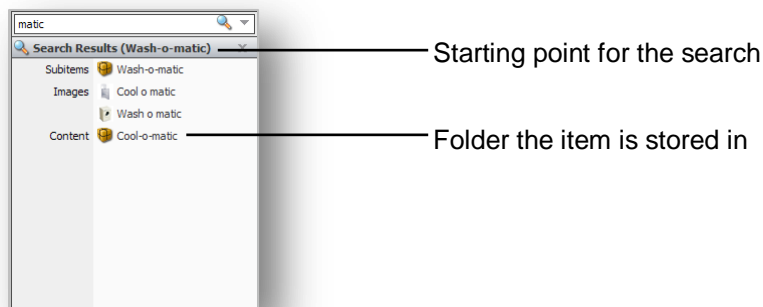 matic
Search Results (Wash-o-matic)
Starting point for the search
Subitems Wash-o-matic
Images Cool o matic
Wash o matic
Content Cool-o-matic
Folder the item is stored in